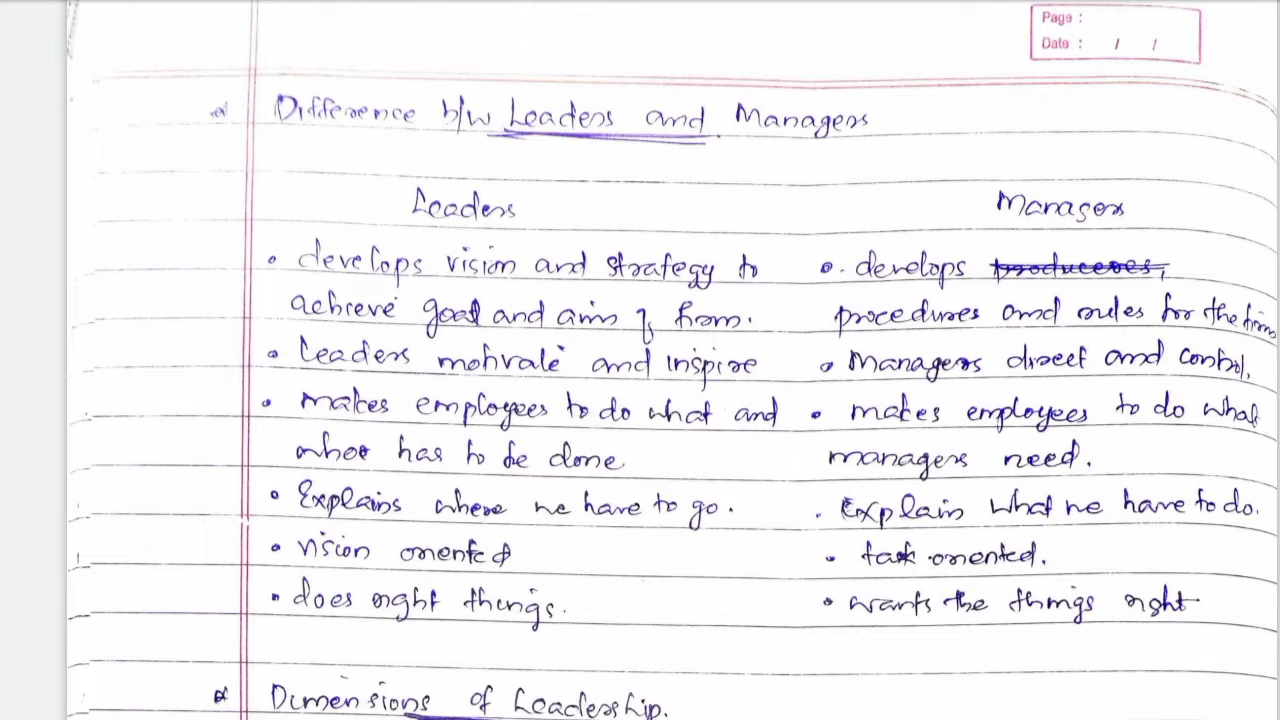 Page :
Date : / /
Difference b/w Leaders and Managers
Leaders Managers
• develops vision and strategy to • develops produceres,
achieve goal and aim of firm. procedures and rules for the firm
• Leaders motivate and inspire • Managers direct and control.
• makes employees to do what and • makes employees to do what
has to be done managers need.
• Explains where we have to go. • Explain what we have to do.
• vision oriented • task oriented.
• does right things. • wants the things right
Dimensions of Leadership.